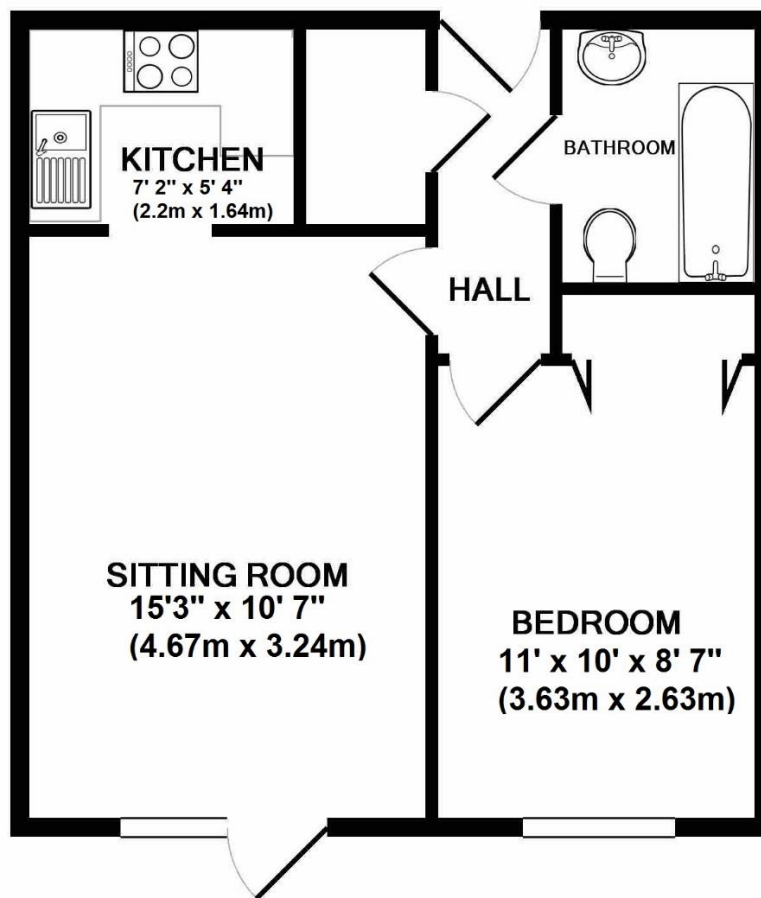 KITCHEN
7' 2" x 5' 4"
(2.2m x 1.64m)
BATHROOM
HALL
SITTING ROOM
15'3" x 10' 7"
(4.67m x 3.24m)
BEDROOM
11' x 10' x 8' 7"
(3.63m x 2.63m)